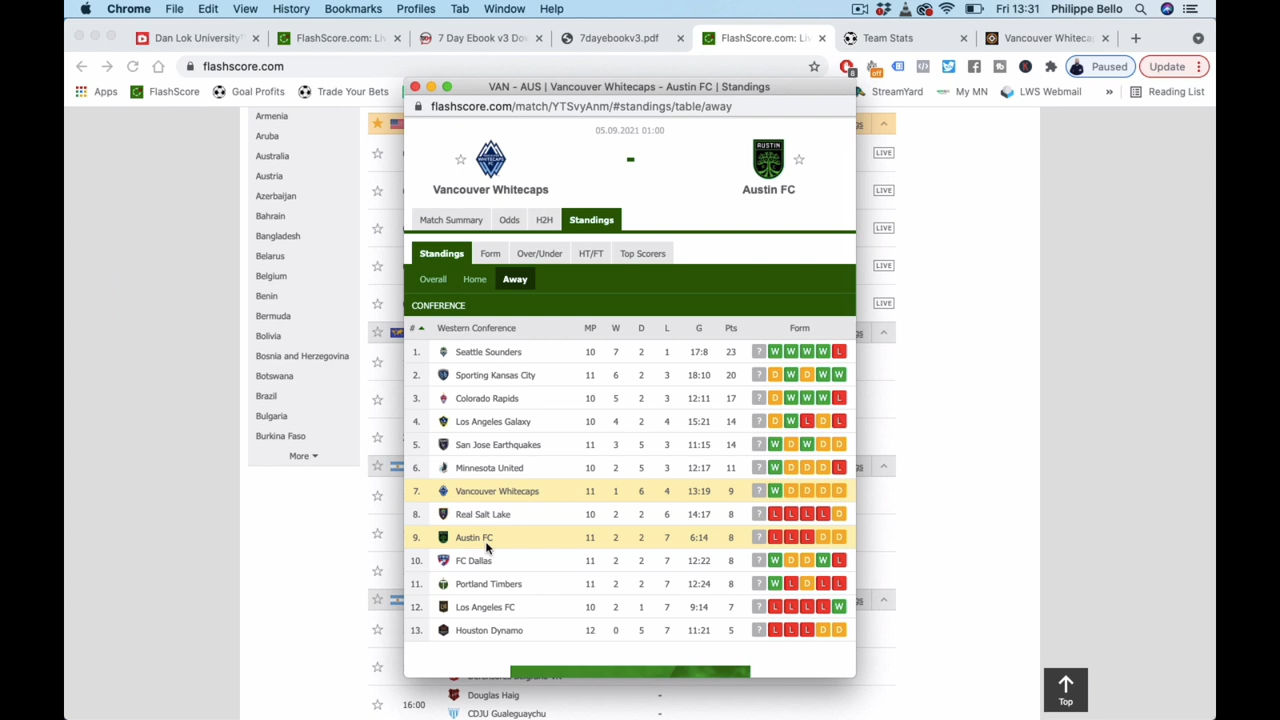 Chrome File Edit View History Bookmarks Profiles Tab Window Help Fri 13:31 Philippe Bello
Dan Lok University FlashScore.com: Li 7 Day Ebook v3 Do 7dayebookv3.pdf FlashScore.com: Li Team Stats Vancouver Whiteca
flashscore.com 8 off Paused Update
Apps FlashScore Goal Profits Trade Your Bets StreamYard My MN LWS Webmail » Reading List
VAN - AUS | Vancouver Whitecaps - Austin FC | Standings
flashscore.com/match/YTSvyAnm/#standings/table/away
05.09.2021 01:00
AUSTIN
Vancouver Whitecaps - Austin FC
Match Summary Odds H2H Standings
Standings Form Over/Under HT/FT Top Scorers
Overall Home Away
CONFERENCE
# Western Conference MP W D L G Pts Form
1. Seattle Sounders 10 7 2 1 17:8 23 ? W W W W L
2. Sporting Kansas City 11 6 2 3 18:10 20 ? D W D W W
3. Colorado Rapids 10 5 2 3 12:11 17 ? D W W W L
4. Los Angeles Galaxy 10 4 2 4 15:21 14 ? D W L D L
5. San Jose Earthquakes 11 3 5 3 11:15 14 ? W D W D D
6. Minnesota United 10 2 5 3 12:17 11 ? W D D D L
7. Vancouver Whitecaps 11 1 6 4 13:19 9 ? W D D D D
8. Real Salt Lake 10 2 2 6 14:17 8 ? L L L L D
9. Austin FC 11 2 2 7 6:14 8 ? L L L D D
10. FC Dallas 11 2 2 7 12:22 8 ? W D D W L
11. Portland Timbers 11 2 2 7 12:24 8 ? W L D L L
12. Los Angeles FC 10 2 1 7 9:14 7 ? L L L L W
13. Houston Dynamo 12 0 5 7 11:21 5 ? L L L D D
Armenia
Aruba
Australia
Austria
Azerbaijan
Bahrain
Bangladesh
Belarus
Belgium
Benin
Bermuda
Bolivia
Bosnia and Herzegovina
Botswana
Brazil
Bulgaria
Burkina Faso
More
LIVE
LIVE
LIVE
LIVE
LIVE
16:00 Douglas Haig -
CDJU Gualeguaychu -
Top